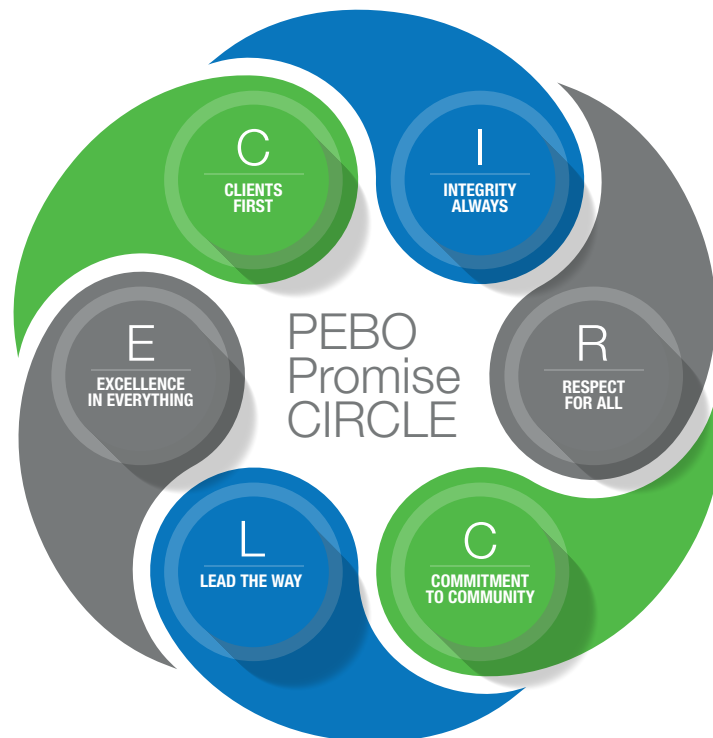 C
CLIENTS
FIRST
I
INTEGRITY
ALWAYS
R
RESPECT
FOR ALL
C
COMMITMENT
TO COMMUNITY
L
LEAD THE WAY
E
EXCELLENCE
IN EVERYTHING
PEBO
Promise
CIRCLE